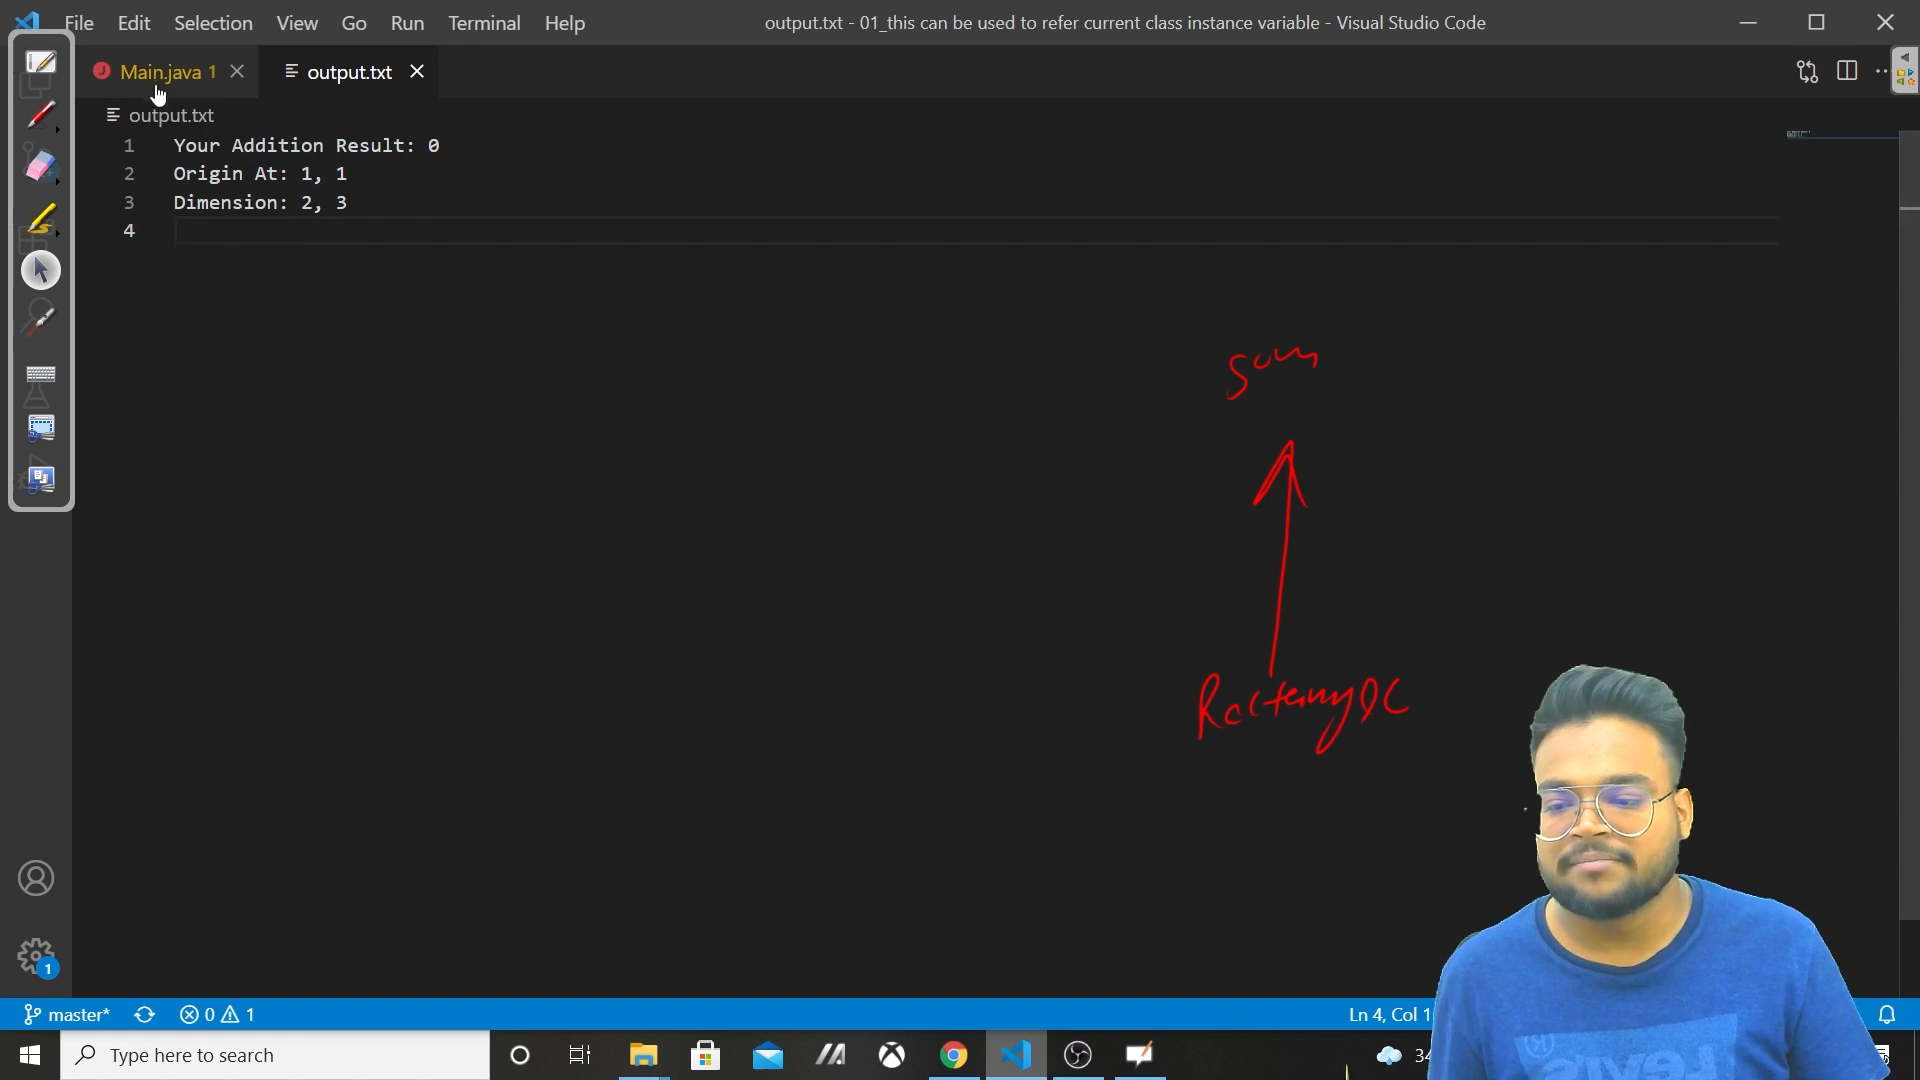 File Edit Selection View Go Run Terminal Help
output.txt - 01_this can be used to refer current class instance variable - Visual Studio Code
Main.java 1
output.txt
output.txt
1 Your Addition Result: 0
2 Origin At: 1, 1
3 Dimension: 2, 3
4
Sum
Rectangle
1
master*
0
1
Ln 4, Col 1
Type here to search
34